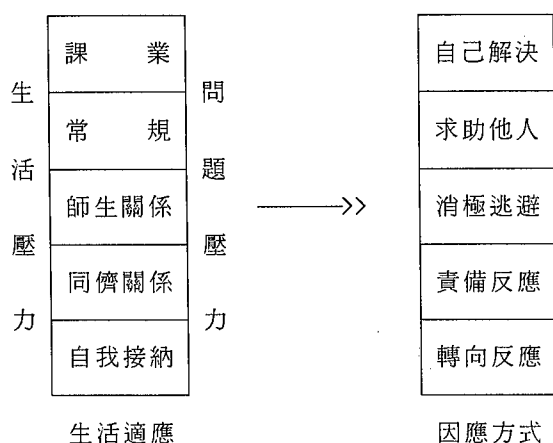 生活壓力
課業
常規
師生關係
同儕關係
自我接納
問題壓力
生活適應
自己解決
求助他人
消極逃避
責備反應
轉向反應
因應方式